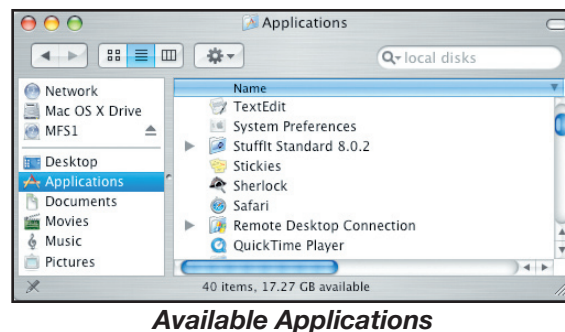 Applications
local disks
Name
Network
Mac OS X Drive
MFS1
Desktop
Applications
Documents
Movies
Music
Pictures
TextEdit
System Preferences
StuffIt Standard 8.0.2
Stickies
Sherlock
Safari
Remote Desktop Connection
QuickTime Player
40 items, 17.27 GB available
Available Applications